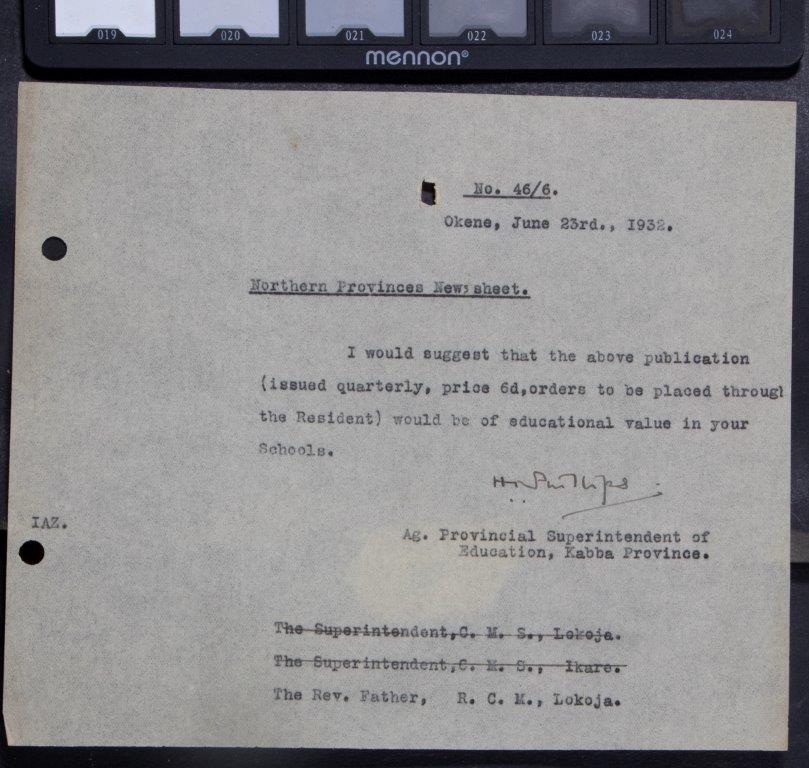 019 020 021 022 023 024
mennon®
No. 46/6.
Okene, June 23rd., 1932.
Northern Provinces News sheet.
I would suggest that the above publication
(issued quarterly, price 6d,orders to be placed through
the Resident) would be of educational value in your
Schools.
Phillips
IAZ.
Ag. Provincial Superintendent of
Education, Kabba Province.
The Superintendent,C. M. S., Lokoja.
The Superintendent,C. M. S., Ikare.
The Rev. Father, R. C. M., Lokoja.